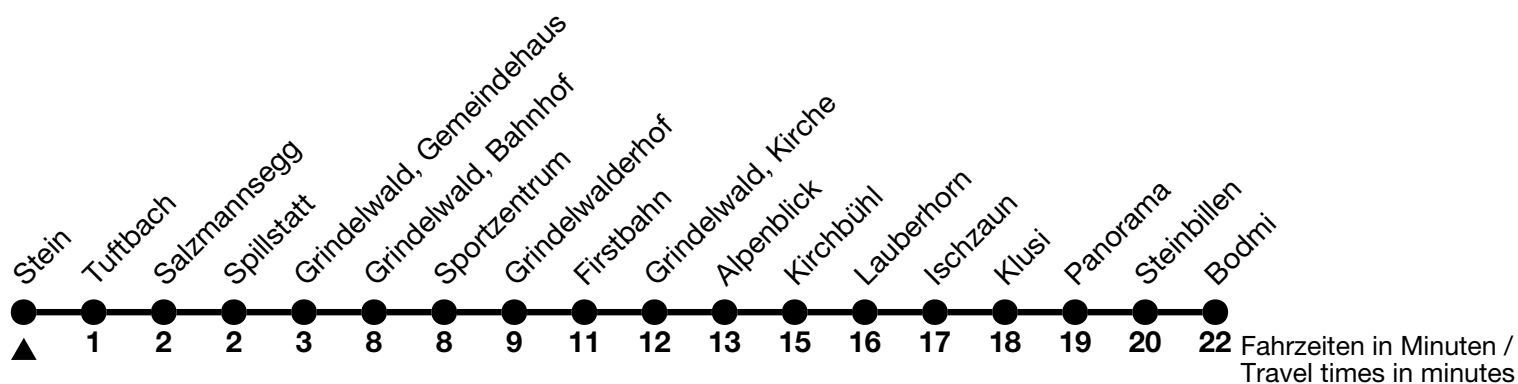 Stein
Tuftbach
Salzmannsegg
Spillstatt
Grindelwald, Gemeindehaus
Grindelwald, Bahnhof
Sportzentrum
Grindelwalderhof
Firstbahn
Grindelwald, Kirche
Alpenblick
Kirchbühl
Lauberhorn
Ischzaun
Klusi
Panorama
Steinbillen
Bodmi
1 2 2 3 8 8 9 11 12 13 15 16 17 18 19 20 22 Fahrzeiten in Minuten /
Travel times in minutes